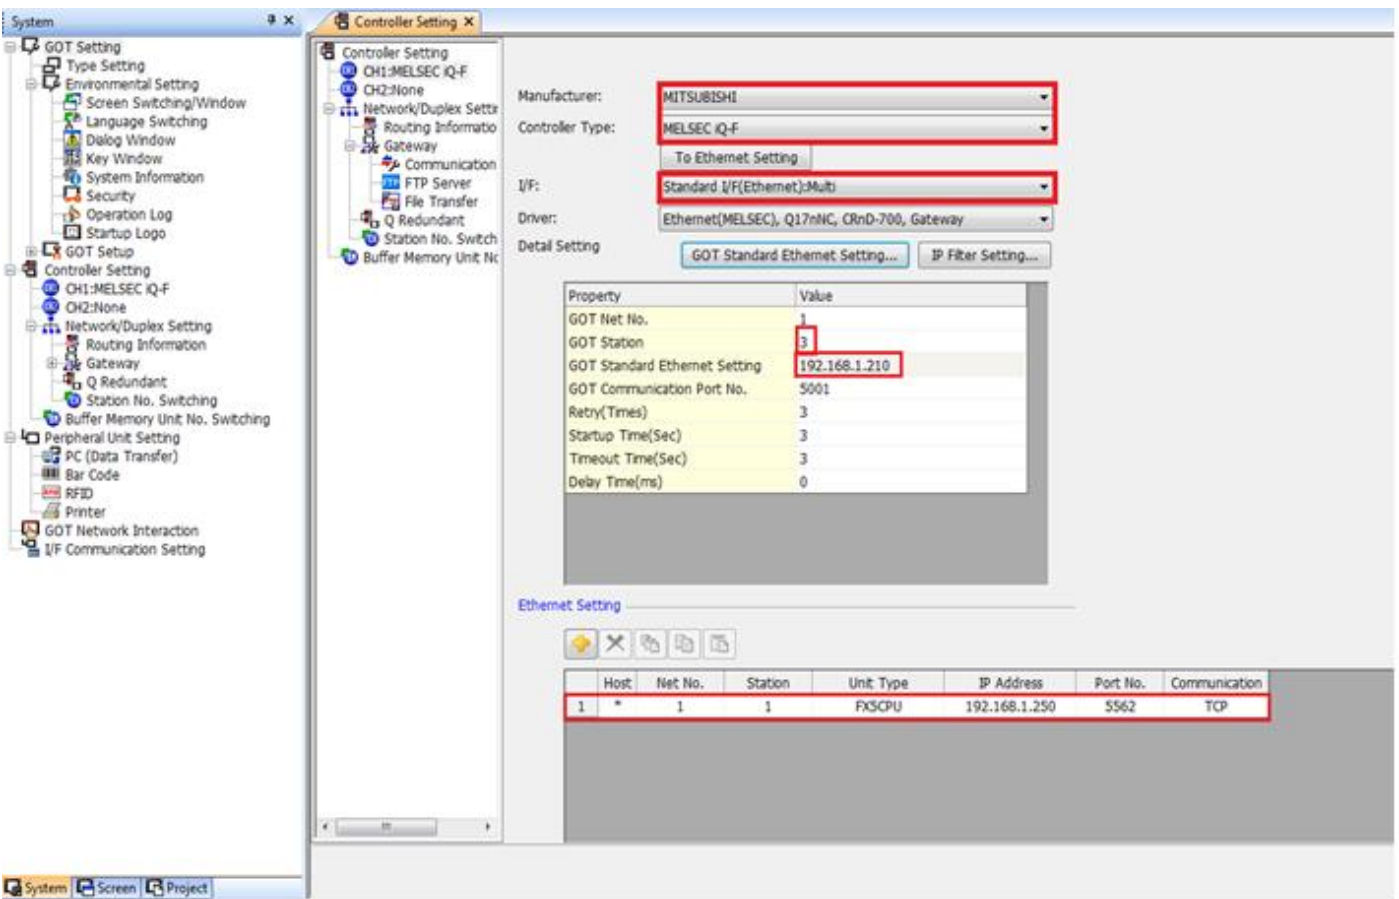 System
GOT Setting
Type Setting
Environmental Setting
Screen Switching/Window
Language Switching
Dialog Window
Key Window
System Information
Security
Operation Log
Startup Logo
GOT Setup
Controller Setting
CH1:MELSEC iQ-F
CH2:None
Network/Duplex Setting
Routing Information
Gateway
Q Redundant
Station No. Switching
Buffer Memory Unit No. Switching
Peripheral Unit Setting
PC (Data Transfer)
Bar Code
RFID
Printer
GOT Network Interaction
I/F Communication Setting
System Screen Project
Controller Setting
Controller Setting
CH1:MELSEC iQ-F
CH2:None
Network/Duplex Settir
Routing Informatio
Gateway
Communication
FTP Server
File Transfer
Q Redundant
Station No. Switch
Buffer Memory Unit Nc
Manufacturer: MITSUBISHI
Controller Type: MELSEC iQ-F
To Ethernet Setting
I/F: Standard I/F(Ethernet):Multi
Driver: Ethernet(MELSEC), Q17nNC, CRnD-700, Gateway
Detail Setting GOT Standard Ethernet Setting... IP Filter Setting...
Property Value
GOT Net No. 1
GOT Station 3
GOT Standard Ethernet Setting 192.168.1.210
GOT Communication Port No. 5001
Retry(Times) 3
Startup Time(Sec) 3
Timeout Time(Sec) 3
Delay Time(ms) 0
Ethernet Setting
Host Net No. Station Unit Type IP Address Port No. Communication
1 * 1 1 FX5CPU 192.168.1.250 5562 TCP